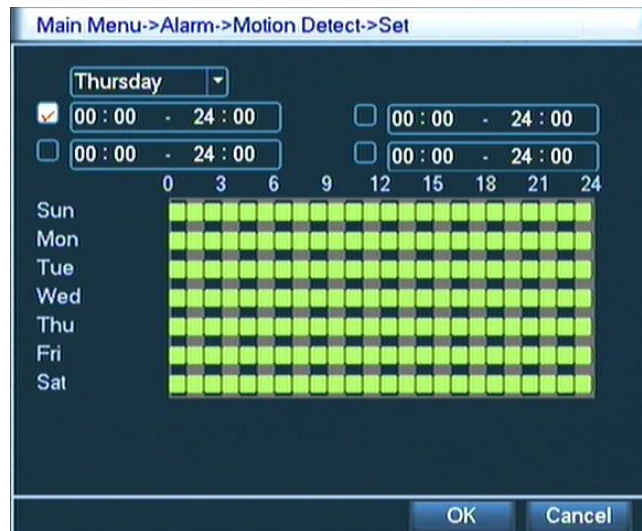 Main Menu->Alarm->Motion Detect->Set
Thursday
00 : 00 - 24 : 00 00 : 00 - 24 : 00
00 : 00 - 24 : 00 00 : 00 - 24 : 00
0 3 6 9 12 15 18 21 24
Sun
Mon
Tue
Wed
Thu
Fri
Sat
OK Cancel